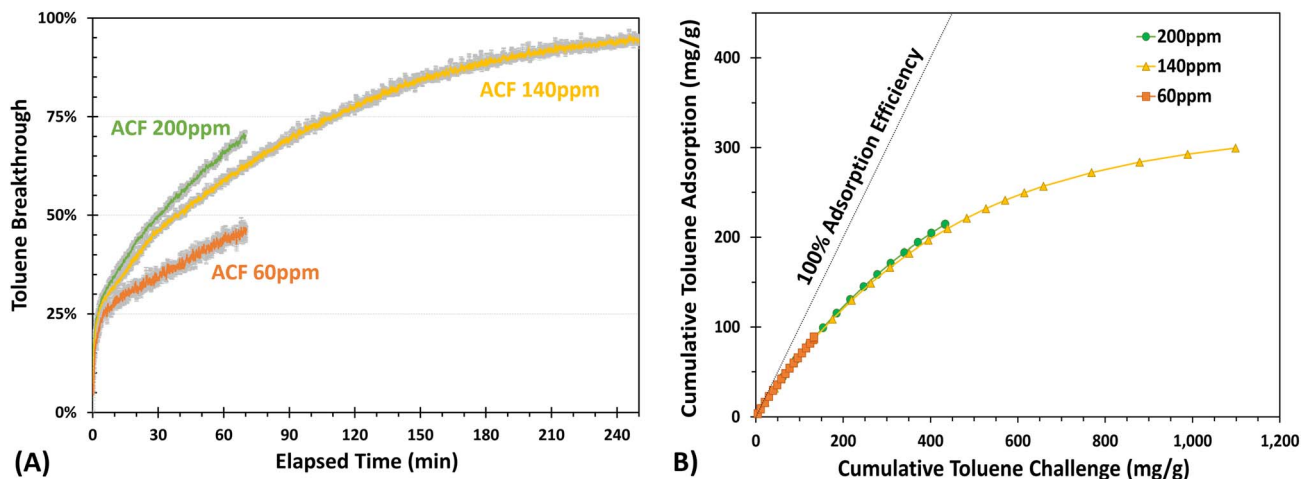 100%
75%
50%
25%
0%
Toluene Breakthrough
ACF 200ppm
ACF 140ppm
ACF 60ppm
0 30 60 90 120 150 180 210 240
Elapsed Time (min)
(A)
400
300
200
100
0
Cumulative Toluene Adsorption (mg/g)
100% Adsorption Efficiency
200ppm
140ppm
60ppm
0 200 400 600 800 1,000 1,200
Cumulative Toluene Challenge (mg/g)
B)